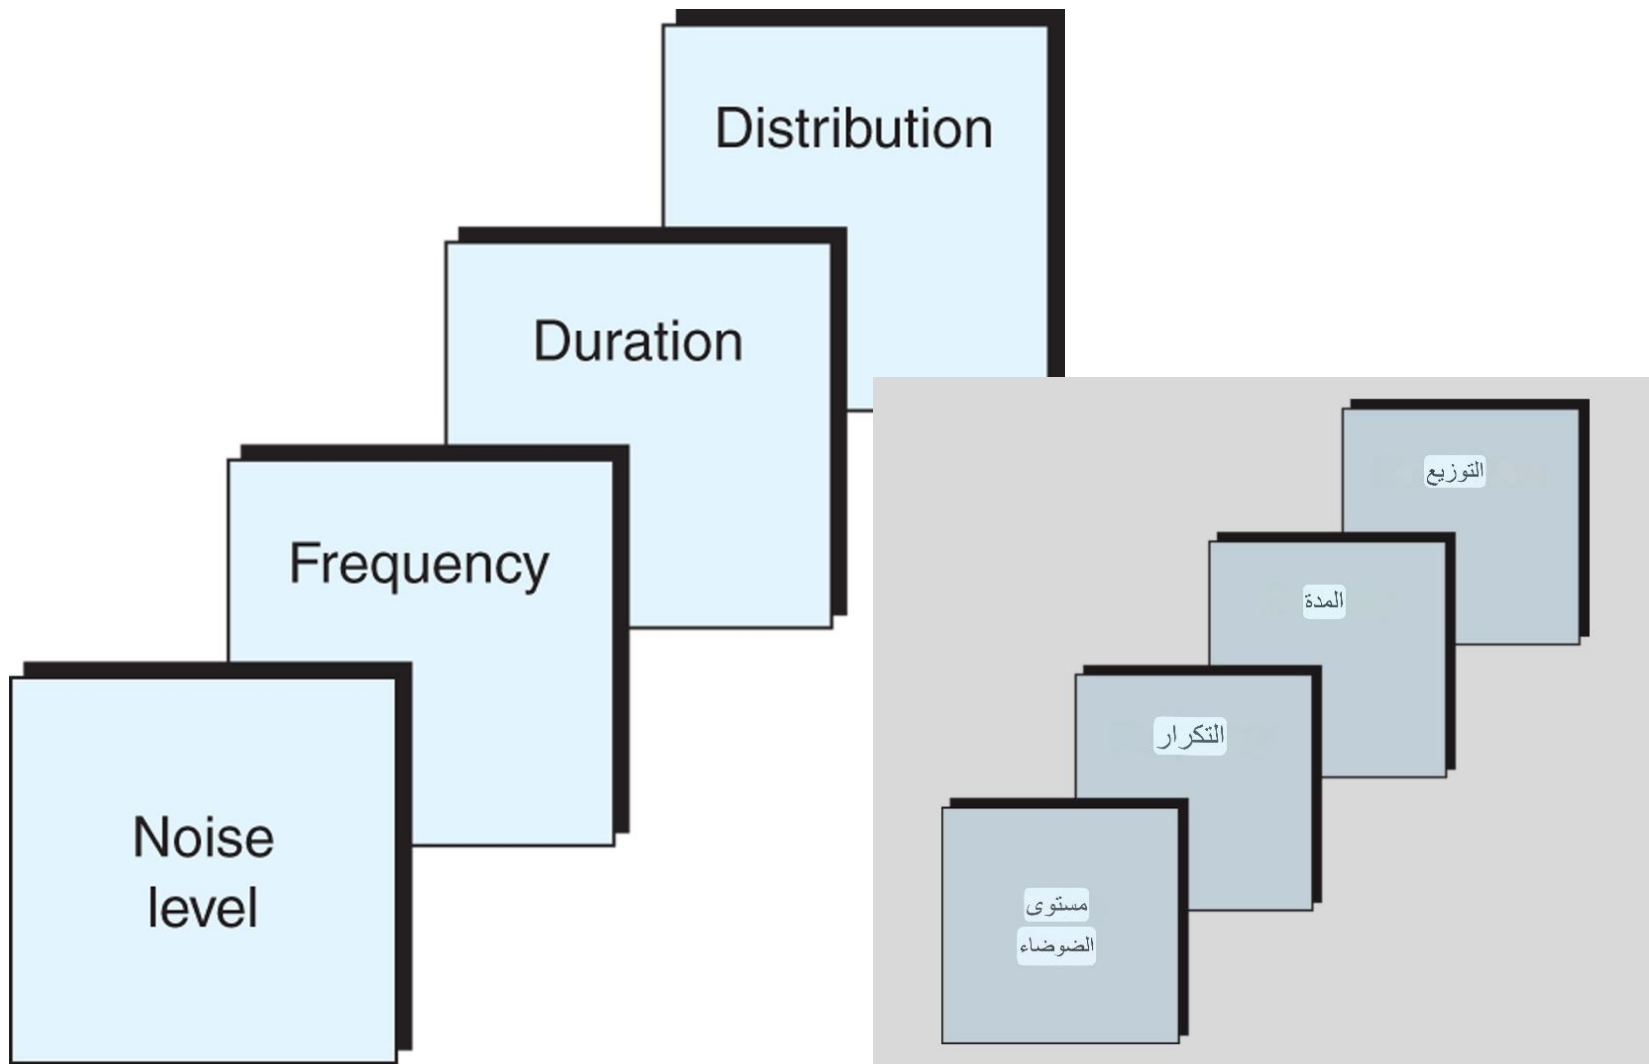 Distribution
Duration
Frequency
Noise
level
التوزيع
المدة
التكرار
مستوى
الضوضاء